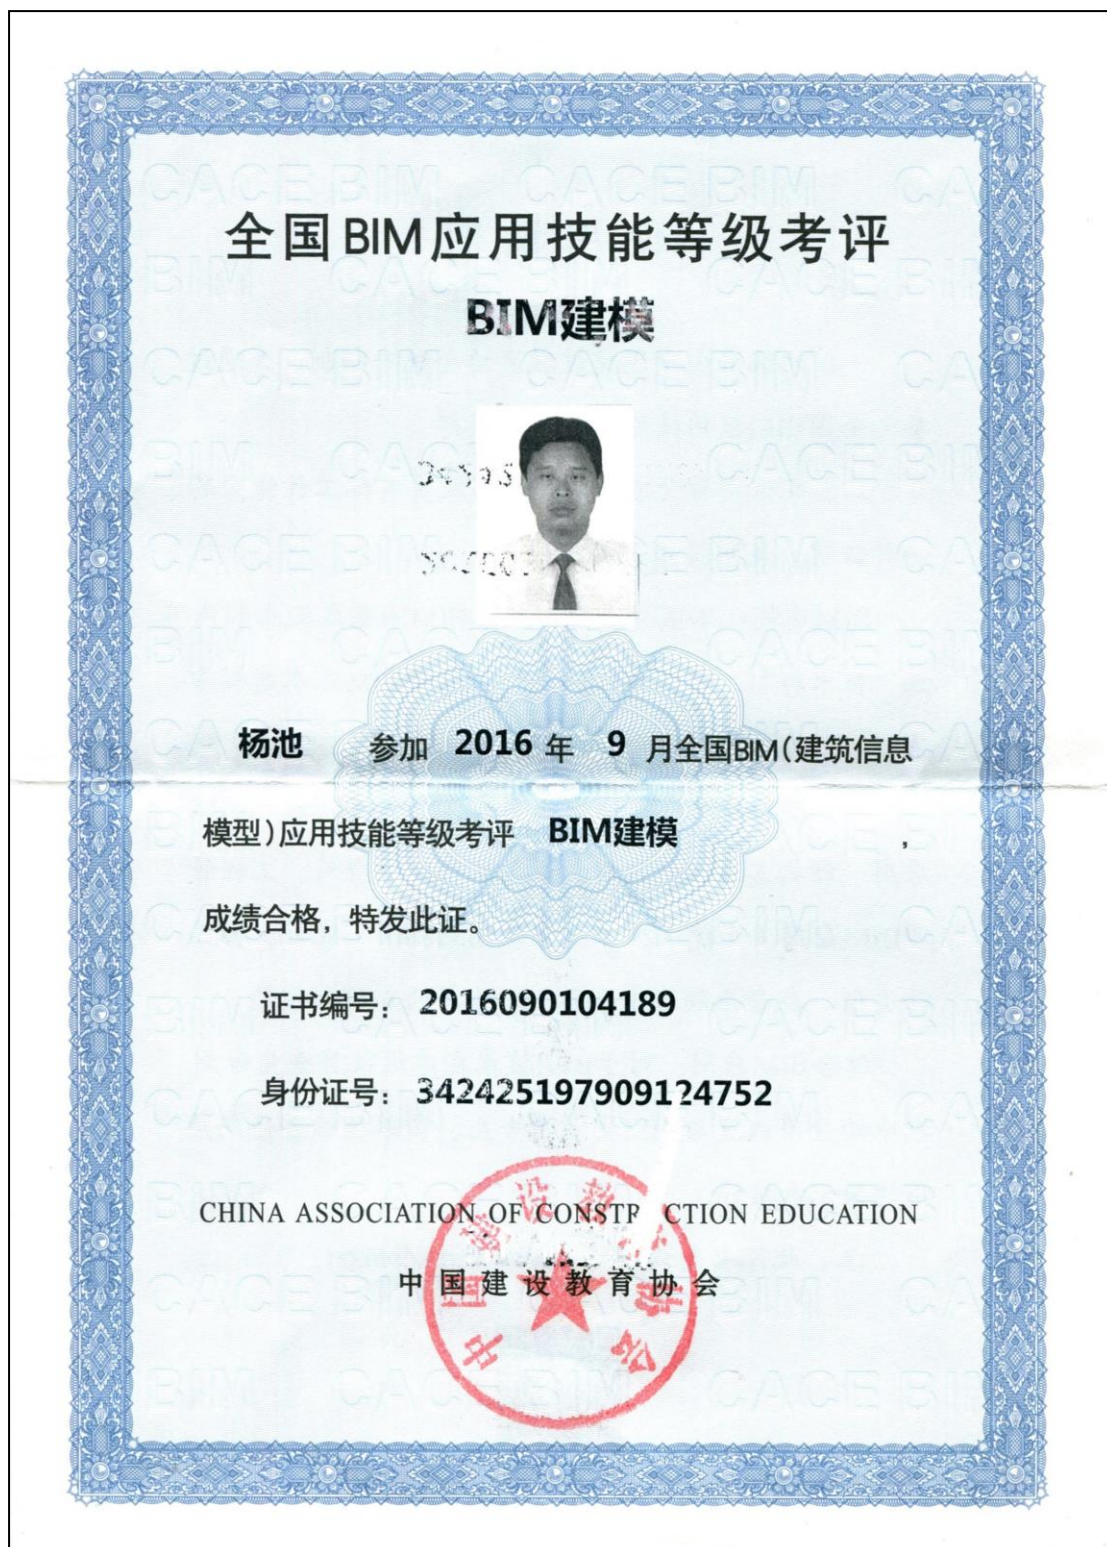 全国BIM应用技能等级考评
BIM建模
杨池 参加 2016 年 9 月全国BIM(建筑信息
模型)应用技能等级考评 BIM建模 ,
成绩合格,特发此证。
证书编号: 2016090104189
身份证号: 342425197909124752
CHINA ASSOCIATION OF CONSTR CTION EDUCATION
中国建设教育协会